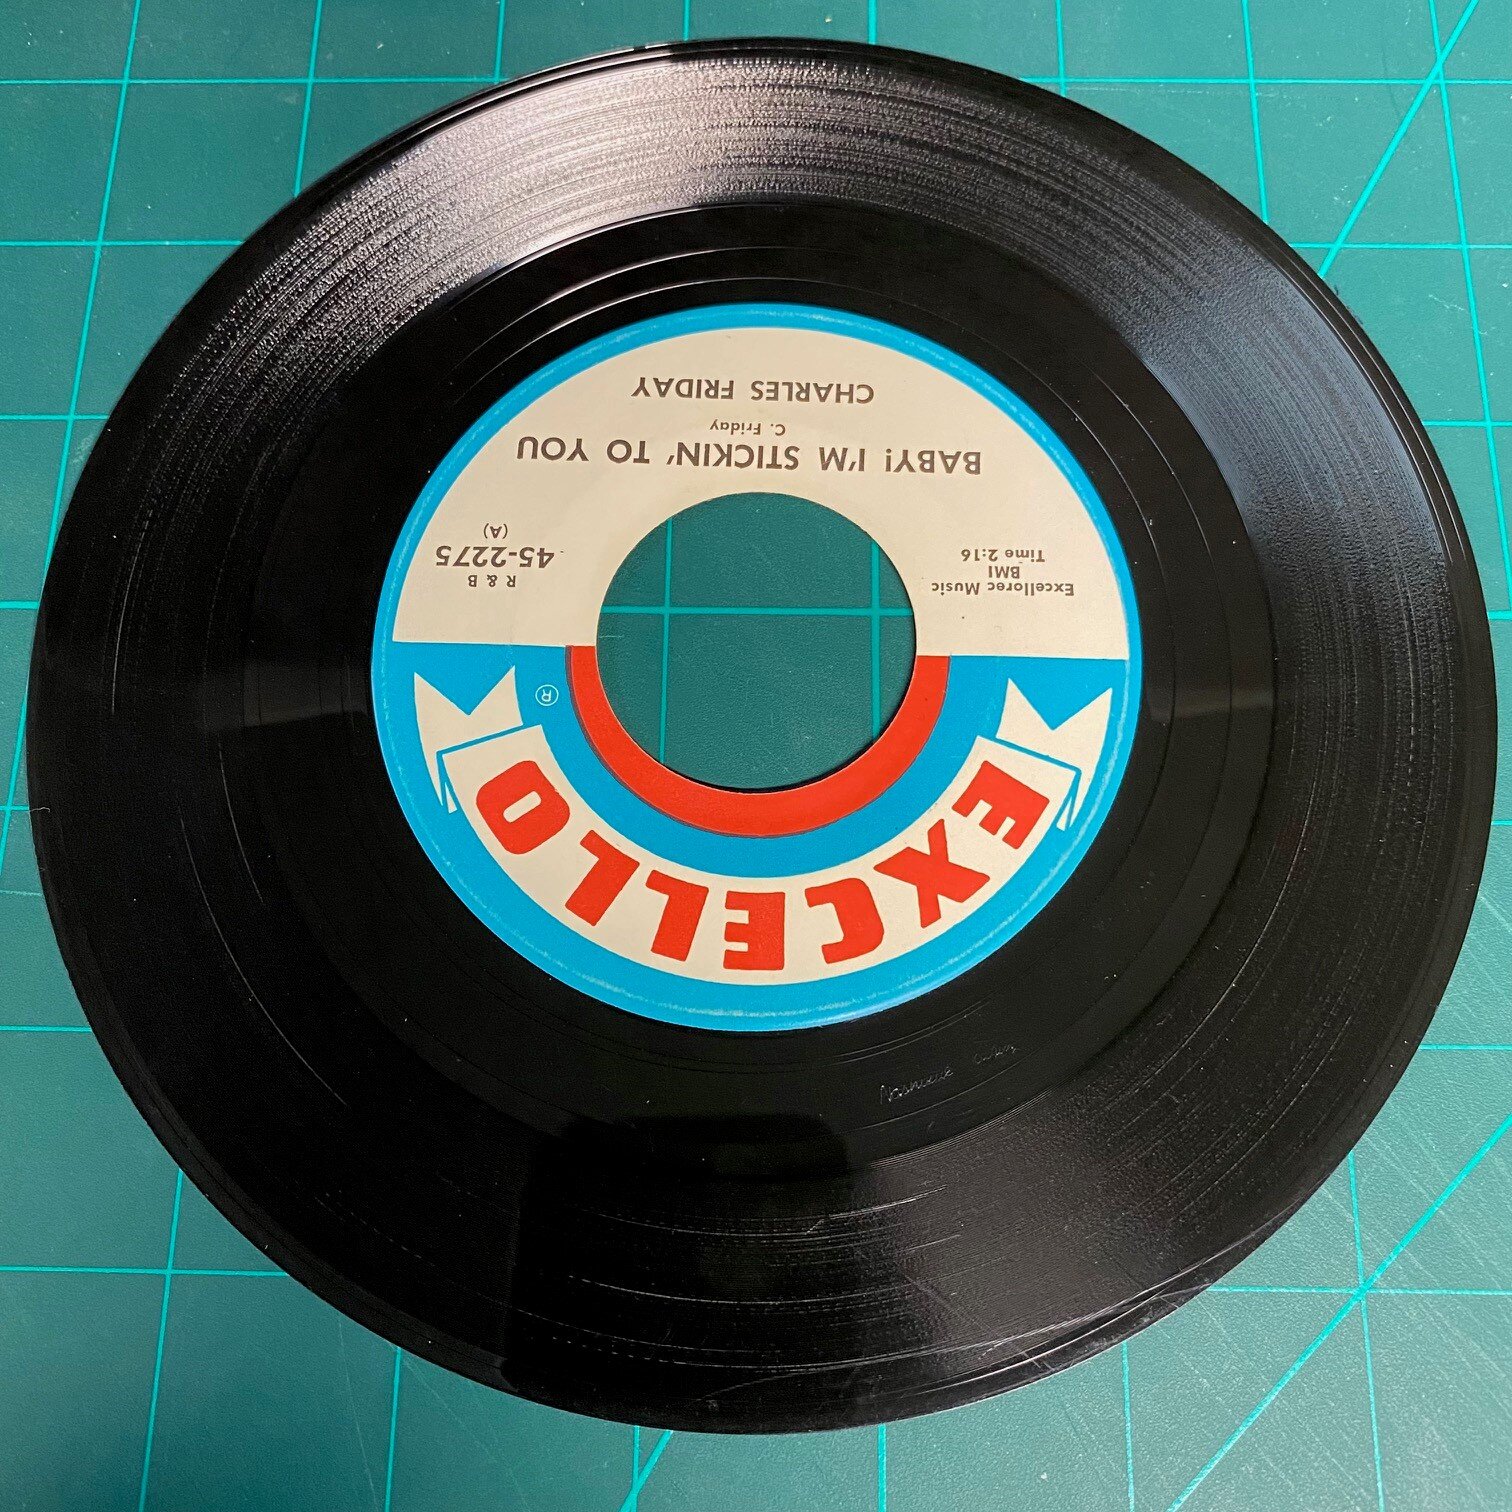 EXCELLO
®
Excellorec Music
BMI
Time 2:16
R & B
45-2275
(A)
BABY! I'M STICKIN' TO YOU
C. Friday
CHARLES FRIDAY